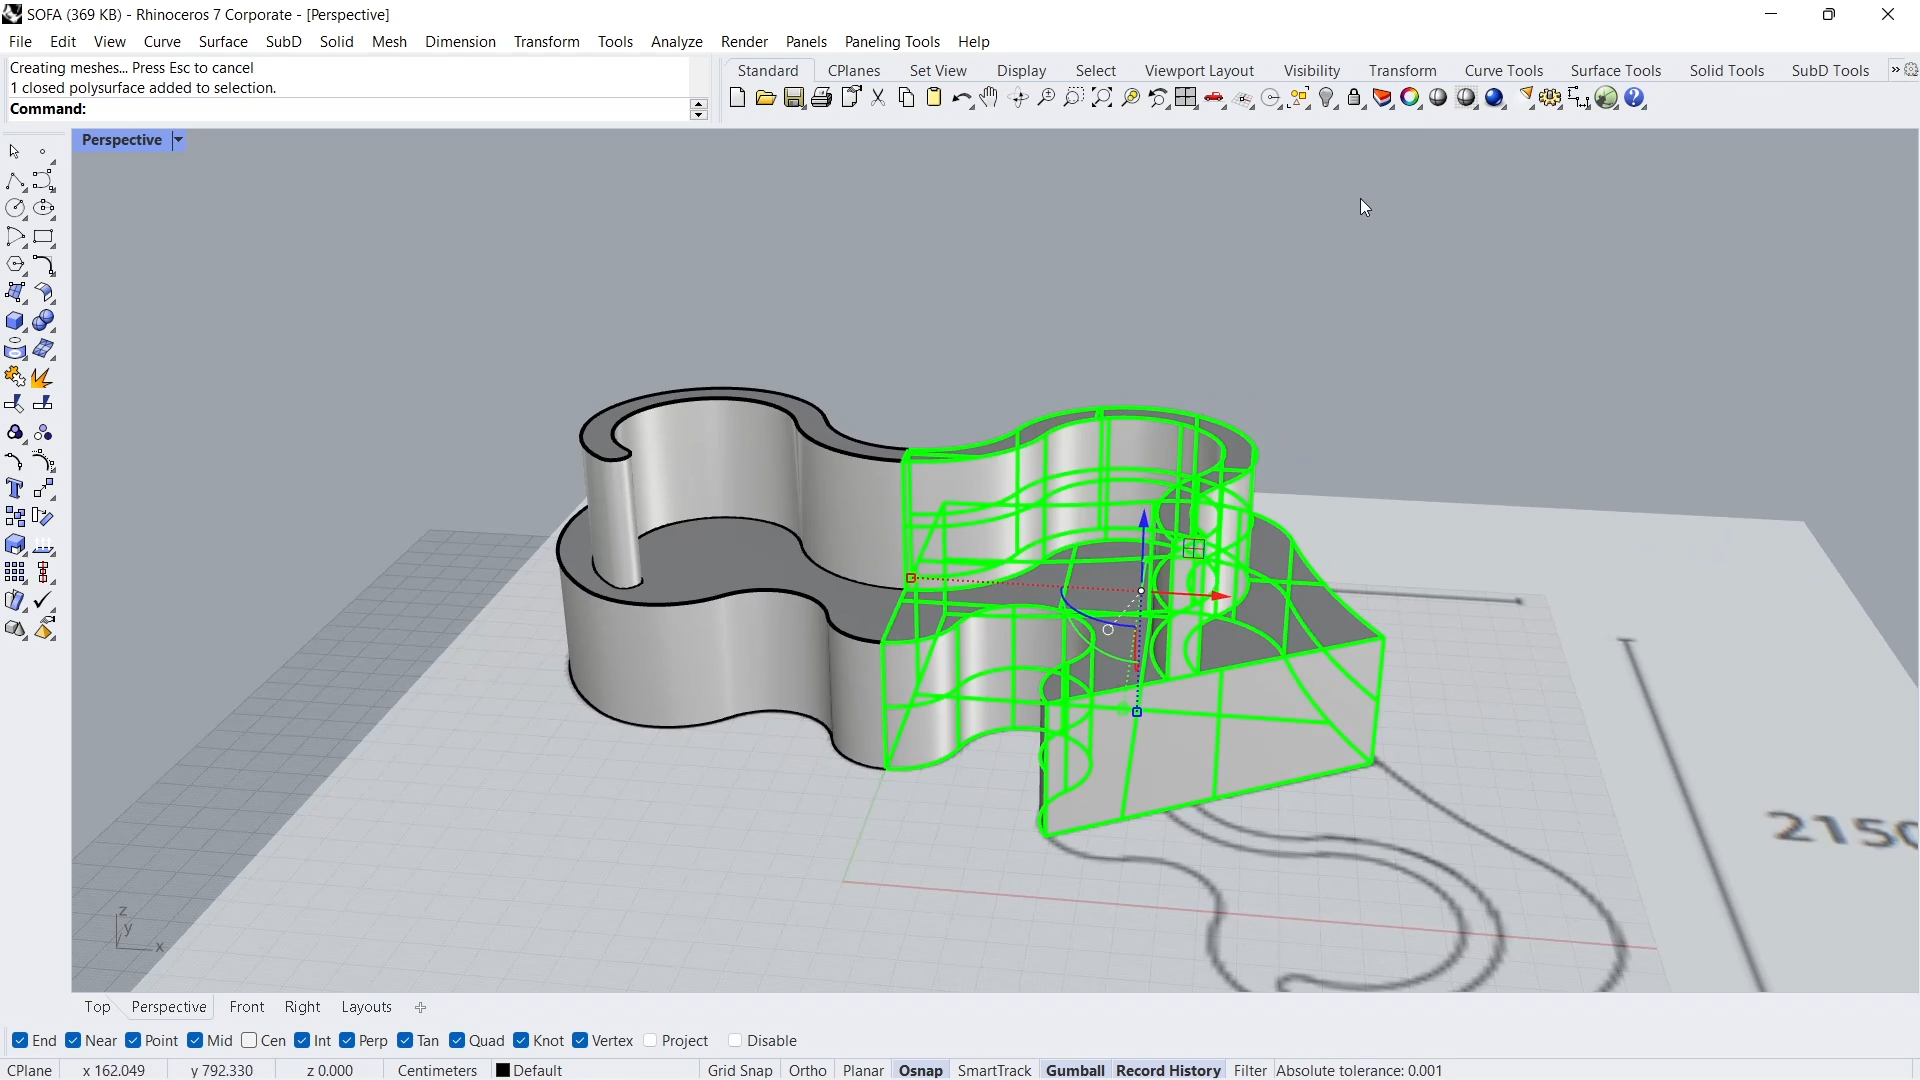 SOFA (369 KB) - Rhinoceros 7 Corporate - [Perspective]
File Edit View Curve Surface SubD Solid Mesh Dimension Transform Tools Analyze Render Panels Paneling Tools Help
Creating meshes... Press Esc to cancel
1 closed polysurface added to selection.
Command:
Standard CPlanes Set View Display Select Viewport Layout Visibility Transform Curve Tools Surface Tools Solid Tools SubD Tools »
Perspective
z
y
x
Top Perspective Front Right Layouts
End Near Point Mid Cen Int Perp Tan Quad Knot Vertex Project Disable
CPlane x 162.049 y 792.330 z 0.000 Centimeters Default Grid Snap Ortho Planar Osnap SmartTrack Gumball Record History Filter Absolute tolerance: 0.001